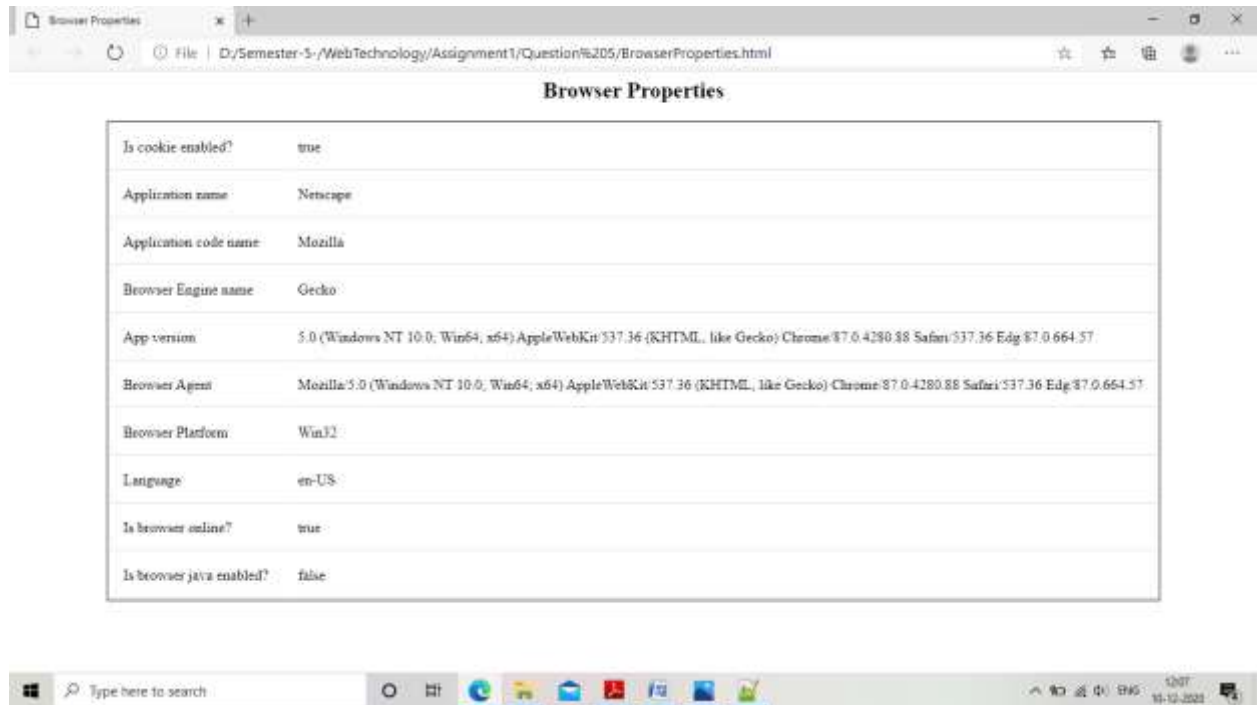 Browser Properties
File | D:/Semester-5-/WebTechnology/Assignment1/Question%205/BrowserProperties.html
Browser Properties
Is cookie enabled? true
Application name Netscape
Application code name Mozilla
Browser Engine name Gecko
App version 5.0 (Windows NT 10.0; Win64; x64) AppleWebKit/537.36 (KHTML, like Gecko) Chrome/87.0.4280.88 Safari/537.36 Edg/87.0.664.57
Browser Agent Mozilla/5.0 (Windows NT 10.0; Win64; x64) AppleWebKit/537.36 (KHTML, like Gecko) Chrome/87.0.4280.88 Safari/537.36 Edg/87.0.664.57
Browser Platform Win32
Language en-US
Is browser online? true
Is browser java enabled? false
Type here to search
ENG
12:07
10-12-2020